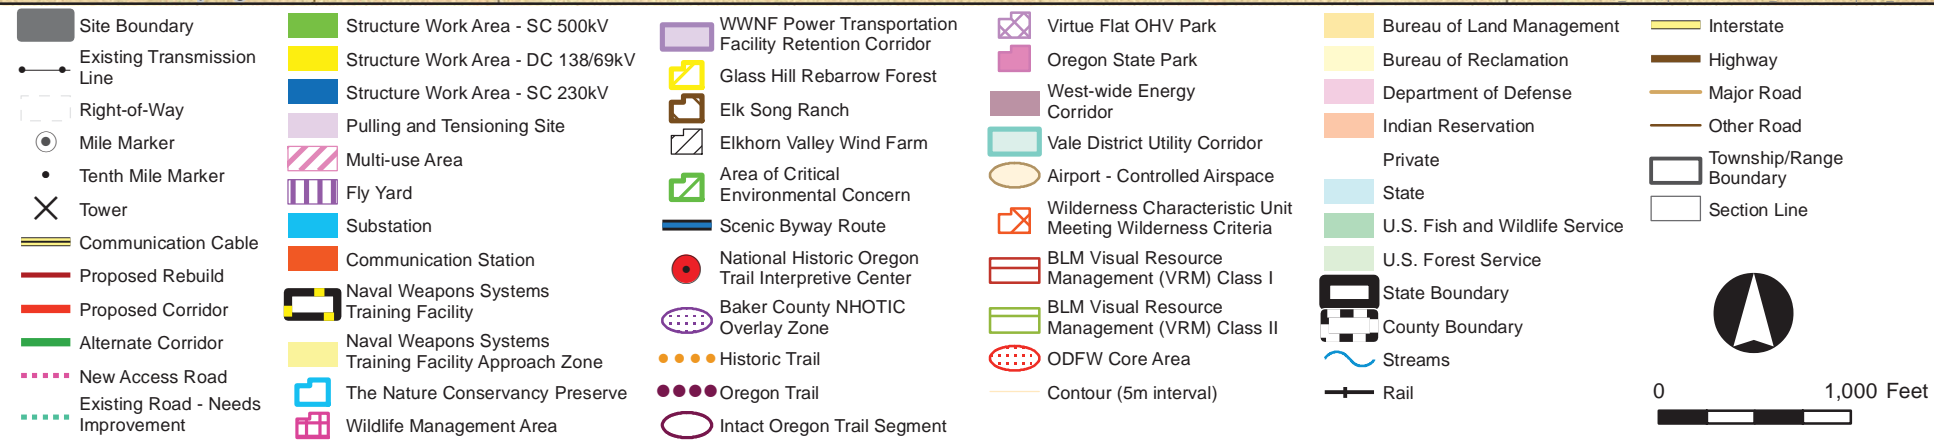 Site Boundary
Existing Transmission
Line
Right-of-Way
Mile Marker
Tenth Mile Marker
Tower
Communication Cable
Proposed Rebuild
Proposed Corridor
Alternate Corridor
New Access Road
Existing Road - Needs
Improvement
Structure Work Area - SC 500kV
Structure Work Area - DC 138/69kV
Structure Work Area - SC 230kV
Pulling and Tensioning Site
Multi-use Area
Fly Yard
Substation
Communication Station
Naval Weapons Systems
Training Facility
Naval Weapons Systems
Training Facility Approach Zone
The Nature Conservancy Preserve
Wildlife Management Area
WWNF Power Transportation
Facility Retention Corridor
Glass Hill Rebarrow Forest
Elk Song Ranch
Elkhorn Valley Wind Farm
Area of Critical
Environmental Concern
Scenic Byway Route
National Historic Oregon
Trail Interpretive Center
Baker County NHOTIC
Overlay Zone
Historic Trail
Oregon Trail
Intact Oregon Trail Segment
Virtue Flat OHV Park
Oregon State Park
West-wide Energy
Corridor
Vale District Utility Corridor
Airport - Controlled Airspace
Wilderness Characteristic Unit
Meeting Wilderness Criteria
BLM Visual Resource
Management (VRM) Class I
BLM Visual Resource
Management (VRM) Class II
ODFW Core Area
Contour (5m interval)
Bureau of Land Management
Bureau of Reclamation
Department of Defense
Indian Reservation
Private
State
U.S. Fish and Wildlife Service
U.S. Forest Service
State Boundary
County Boundary
Streams
Rail
Interstate
Highway
Major Road
Other Road
Township/Range
Boundary
Section Line
0 1,000 Feet